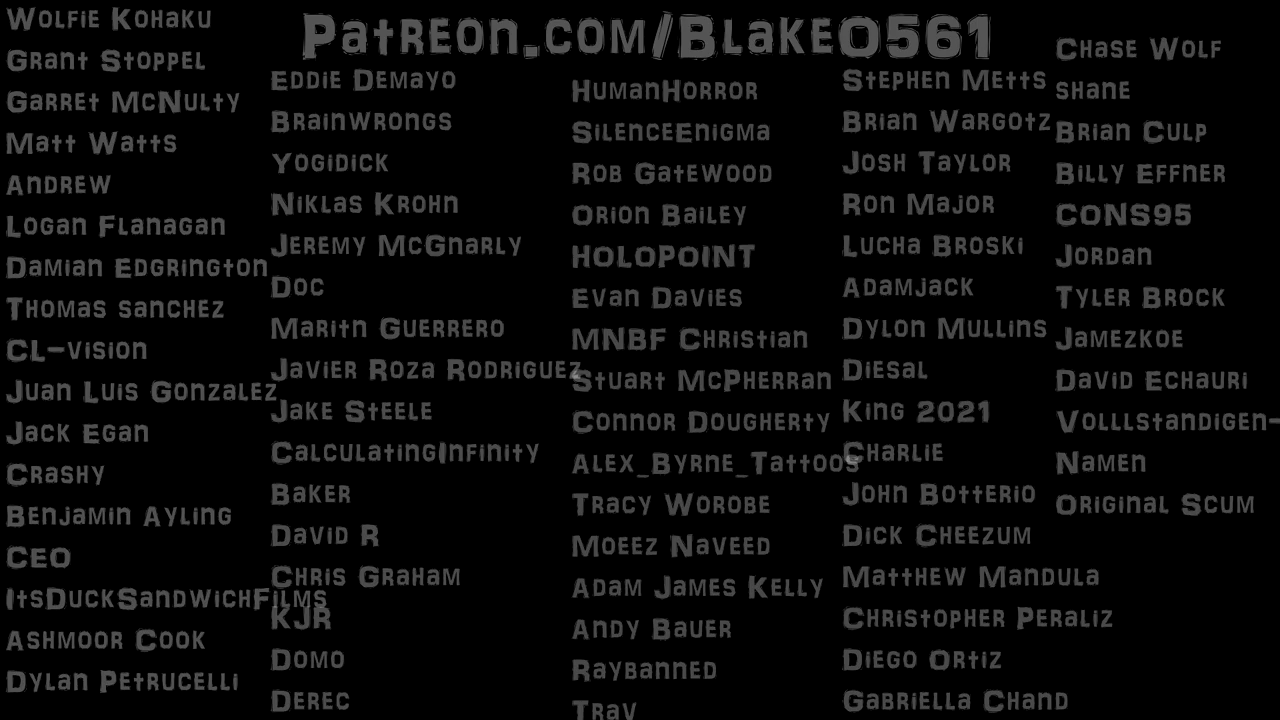 Patreon.com/Blake0561
Wolfie Kohaku
Grant Stoppel
Garret McNulty
Matt Watts
Andrew
Logan Flanagan
Damian Edgrington
Thomas sanchez
CL-vision
Juan Luis Gonzalez
Jack Egan
Crashy
Benjamin Ayling
CEO
ItsDuckSandwichFilms
Ashmoor Cook
Dylan Petrucelli
Eddie Demayo
Brainwrongs
Yogidick
Niklas Krohn
Jeremy McGnarly
Doc
Maritn Guerrero
Javier Roza Rodriguez
Jake Steele
CalculatingInfinity
Baker
David R
Chris Graham
KJR
Domo
Derec
HumanHorror
SilenceEnigma
Rob Gatewood
Orion Bailey
HOLOPOINT
Evan Davies
MNBF Christian
Stuart McPherran
Connor Dougherty
Alex_Byrne_Tattoos
Tracy Worobe
Moeez Naveed
Adam James Kelly
Andy Bauer
Raybanned
Trav
Stephen Metts
Brian Wargotz
Josh Taylor
Ron Major
Lucha Broski
Adamjack
Dylon Mullins
Diesal
King 2021
Charlie
John Botterio
Dick Cheezum
Matthew Mandula
Christopher Peraliz
Diego Ortiz
Gabriella Chand
Chase Wolf
shane
Brian Culp
Billy Effner
CONS95
Jordan
Tyler Brock
Jamezkoe
David Echauri
Volllstandigen-
Namen
Original Scum